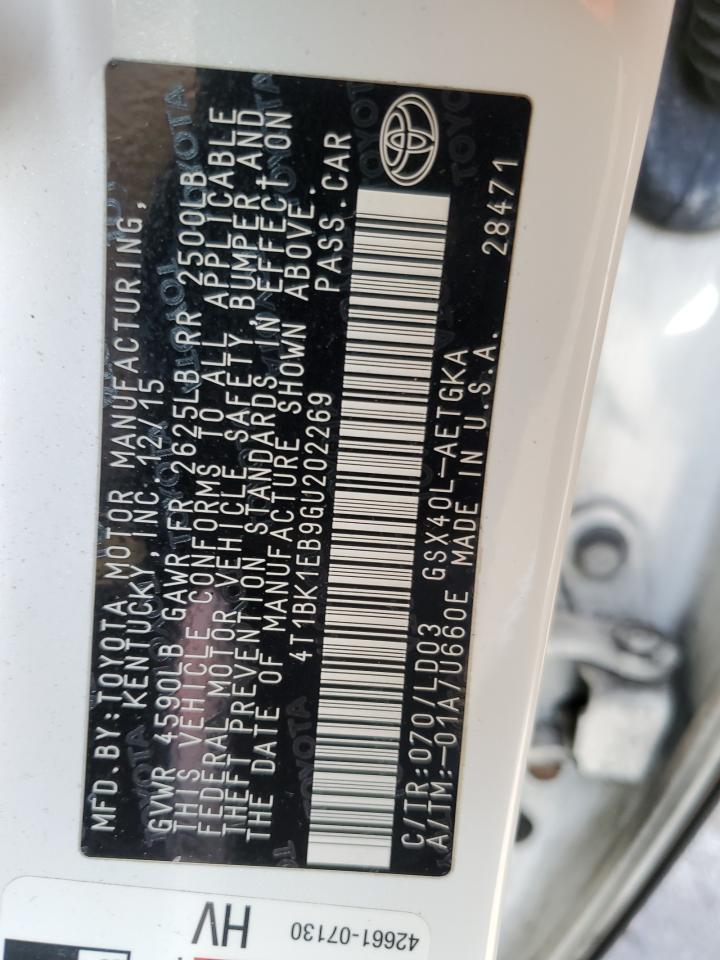 MFD.BY:TOYOTA MOTOR MANUFACTURING,
KENTUCKY,INC.12/15
GVWR 4590LB GAWR FR 2625LB RR 2500LB
THIS VEHICLE CONFORMS TO ALL APPLICABLE
FEDERAL MOTOR VEHICLE SAFETY,BUMPER,AND
THEFT PREVENTION STANDARDS IN EFFECT ON
THE DATE OF MANUFACTURE SHOWN ABOVE.
4T1BK1EB9GU202269 PASS.CAR
C/TR:070/LD03 GSX40L-AETGKA
A/TM:-01A/U660E MADE IN U.S.A. 28471
HV
42661-07130